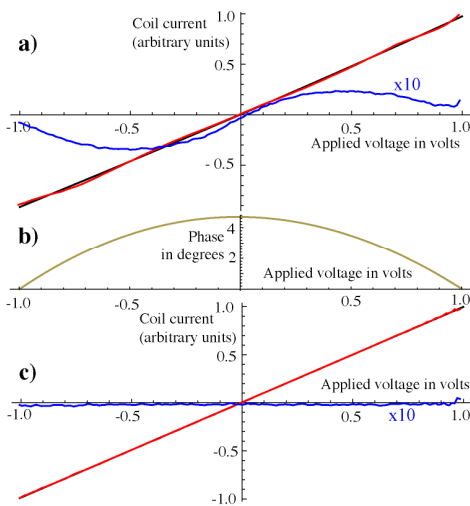 Coil current
(arbitrary units)
1.0
a)
0.5
x10
-1.0
-0.5
0.5
1.0
Applied voltage in volts
- 0.5
b)
Phase
in degrees
4
2
Applied voltage in volts
-1.0
-0.5
0.5
1.0
Coil current
(arbitrary units)
1.0
0.5
c)
Applied voltage in volts
-1.0
-0.5
0.5
1.0
x10
-0.5
-1.0